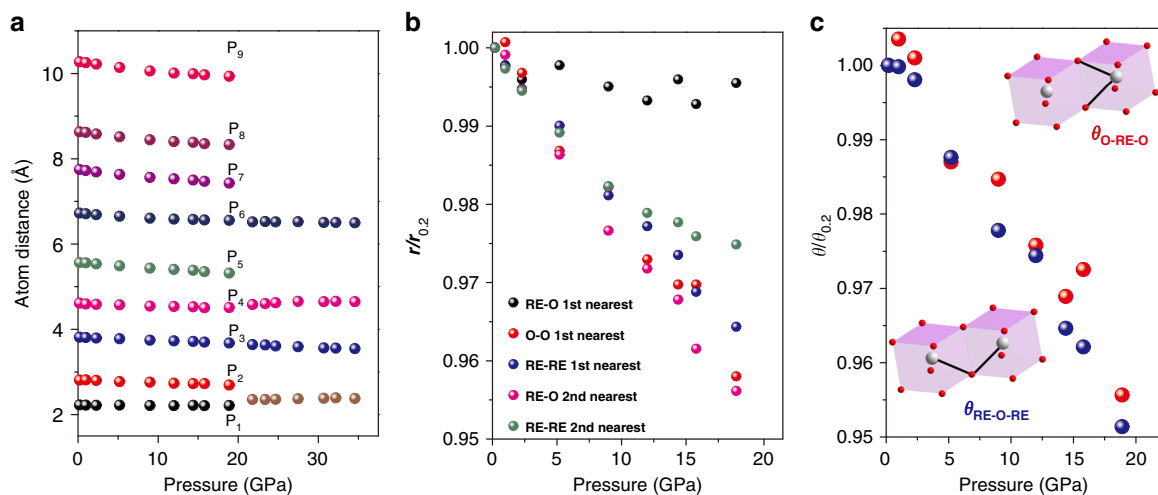 a
Atom distance (Å)
10
8
6
4
2
P9
P8
P7
P6
P5
P4
P3
P2
P1
0
10
20
30
Pressure (GPa)
b
r/r0.2
1.00
0.99
0.98
0.97
0.96
0.95
RE-O 1st nearest
O-O 1st nearest
RE-RE 1st nearest
RE-O 2nd nearest
RE-RE 2nd nearest
0
5
10
15
20
Pressure (GPa)
c
θ/θ0.2
1.00
0.99
0.98
0.97
0.96
0.95
θO-RE-O
θRE-O-RE
0
5
10
15
20
Pressure (GPa)